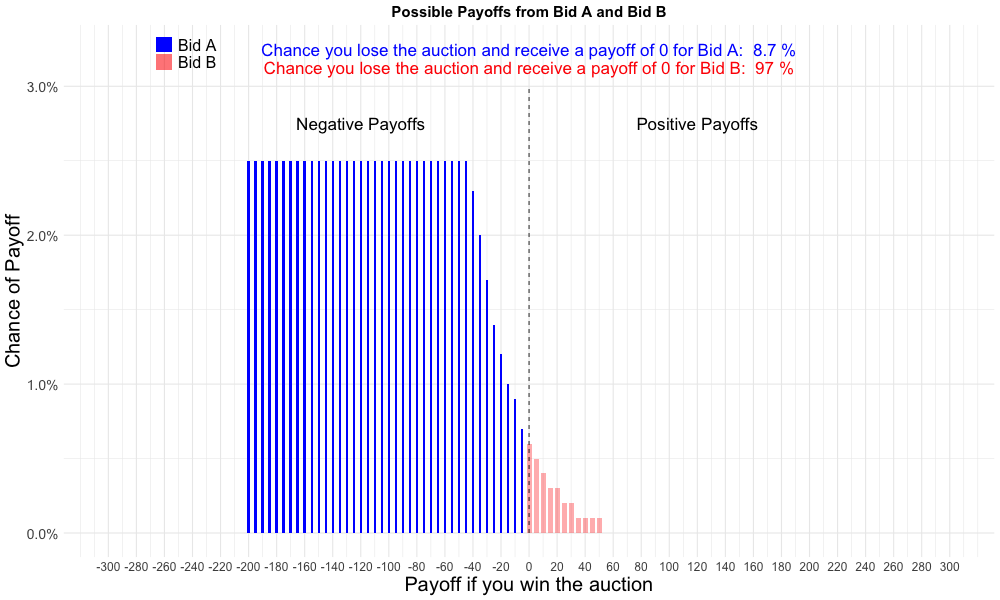 Possible Payoffs from Bid A and Bid B
Bid A
Bid B
Chance you lose the auction and receive a payoff of 0 for Bid A:  8.7 %
Chance you lose the auction and receive a payoff of 0 for Bid B:  97 %
Negative Payoffs
Positive Payoffs
Chance of Payoff
3.0%
2.0%
1.0%
0.0%
-300 -280 -260 -240 -220 -200 -180 -160 -140 -120 -100 -80 -60 -40 -20 0 20 40 60 80 100 120 140 160 180 200 220 240 260 280 300
Payoff if you win the auction